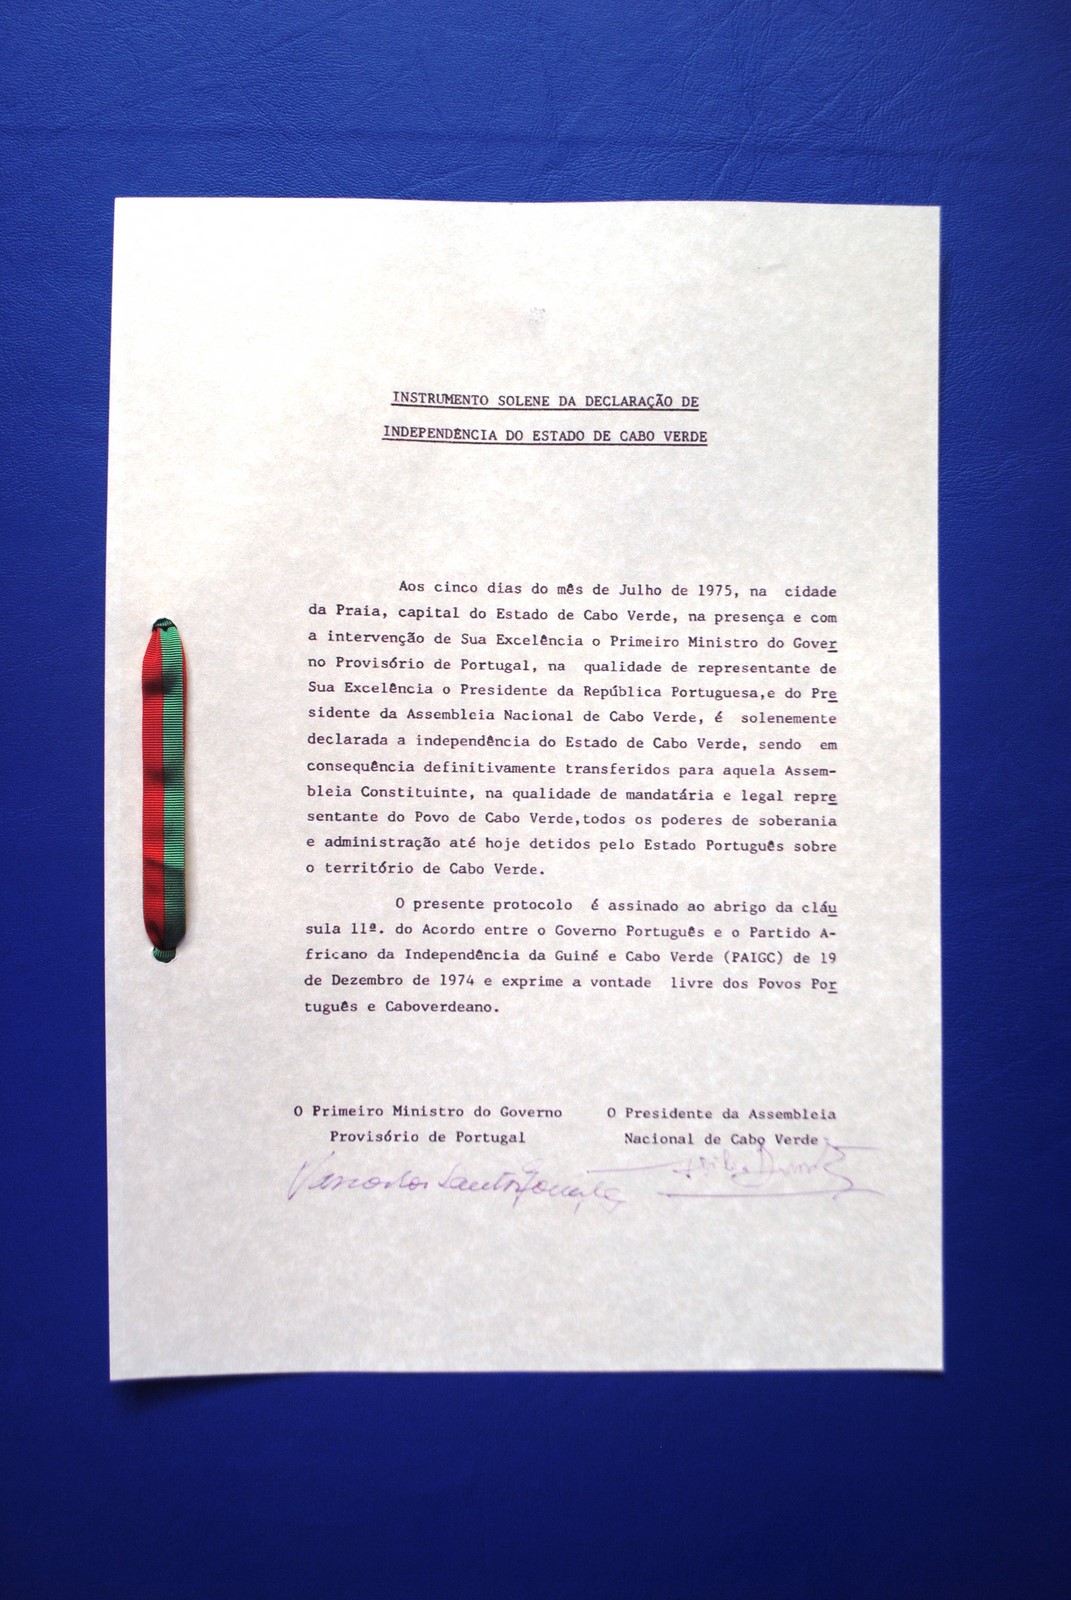 INSTRUMENTO SOLENE DA DECLARAÇÃO DE
INDEPENDÊNCIA DO ESTADO DE CABO VERDE
Aos cinco dias do mês de Julho de 1975, na cidade
da Praia, capital do Estado de Cabo Verde, na presença e com
a intervenção de Sua Excelência o Primeiro Ministro do Gover
no Provisório de Portugal, na qualidade de representante de
Sua Excelência o Presidente da República Portuguesa,e do Pre
sidente da Assembleia Nacional de Cabo Verde, é solenemente
declarada a independência do Estado de Cabo Verde, sendo em
consequência definitivamente transferidos para aquela Assem-
bleia Constituinte, na qualidade de mandatária e legal repre
sentante do Povo de Cabo Verde,todos os poderes de soberania
e administração até hoje detidos pelo Estado Português sobre
o território de Cabo Verde.
O presente protocolo é assinado ao abrigo da cláu
sula 11ª. do Acordo entre o Governo Português e o Partido A-
fricano da Independência da Guiné e Cabo Verde (PAIGC) de 19
de Dezembro de 1974 e exprime a vontade livre dos Povos Por
tuguês e Caboverdeano.
O Primeiro Ministro do Governo
Provisório de Portugal
O Presidente da Assembleia
Nacional de Cabo Verde
Vasco dos Santos Gonçalves